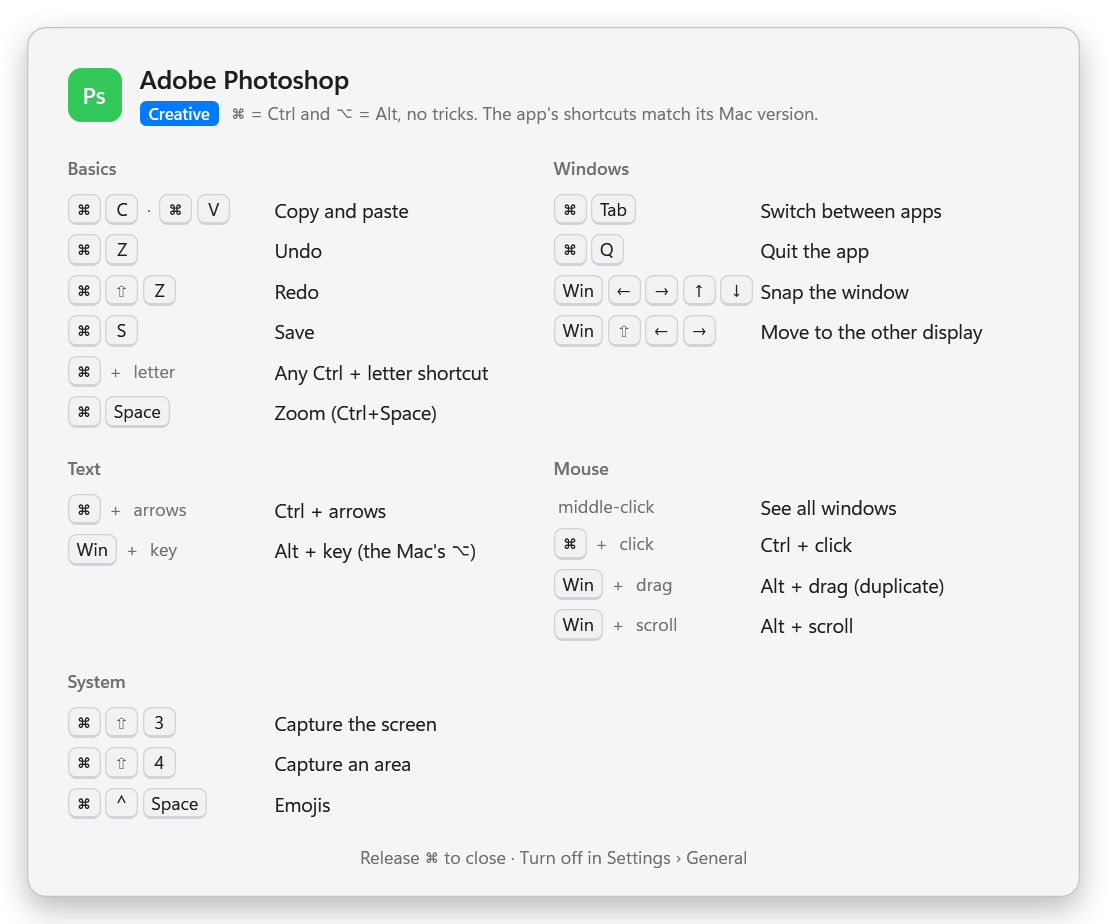 Ps
Adobe Photoshop
Creative ⌘ = Ctrl and ⌥ = Alt, no tricks. The app's shortcuts match its Mac version.
Basics
⌘ C · ⌘ V Copy and paste
⌘ Z Undo
⌘ ⇧ Z Redo
⌘ S Save
⌘ + letter Any Ctrl + letter shortcut
⌘ Space Zoom (Ctrl+Space)
Windows
⌘ Tab Switch between apps
⌘ Q Quit the app
Win ← → ↑ ↓ Snap the window
Win ⇧ ← → Move to the other display
Text
⌘ + arrows Ctrl + arrows
Win + key Alt + key (the Mac's ⌥)
Mouse
middle-click See all windows
⌘ + click Ctrl + click
Win + drag Alt + drag (duplicate)
Win + scroll Alt + scroll
System
⌘ ⇧ 3 Capture the screen
⌘ ⇧ 4 Capture an area
⌘ ^ Space Emojis
Release ⌘ to close · Turn off in Settings › General